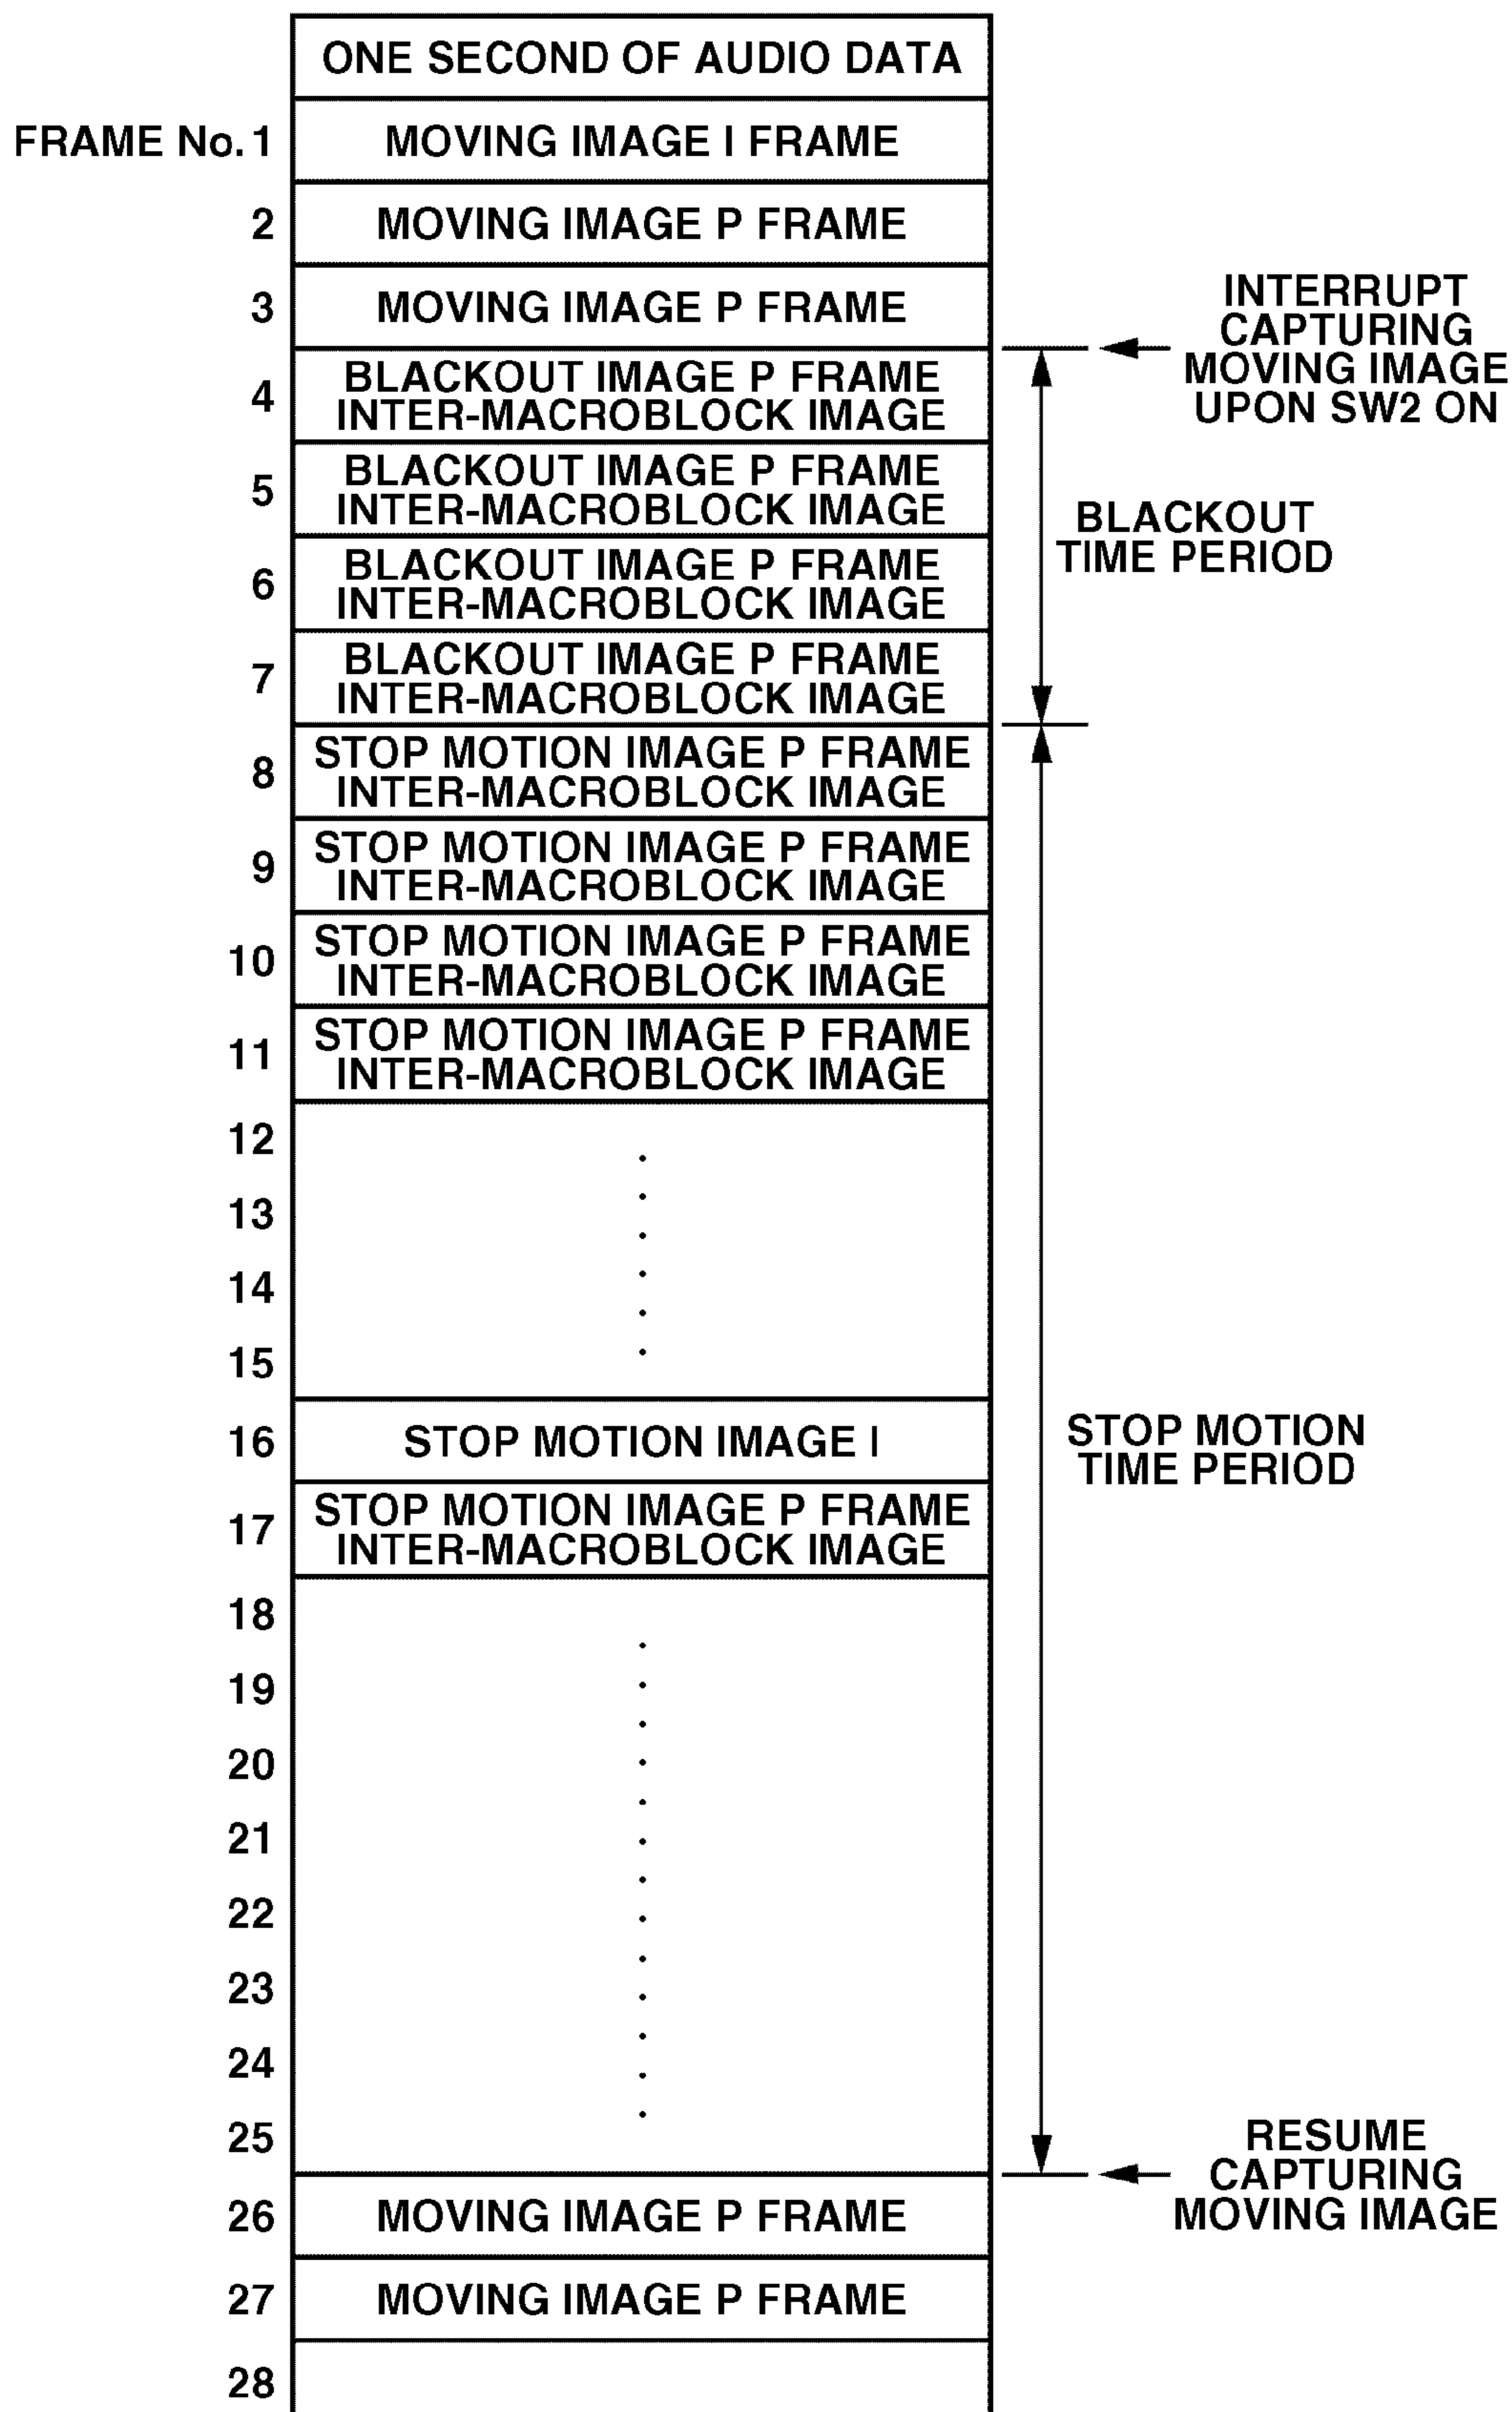 ONE SECOND OF AUDIO DATA
FRAME No. 1
MOVING IMAGE I FRAME
2
MOVING IMAGE P FRAME
3
MOVING IMAGE P FRAME
INTERRUPT
CAPTURING
MOVING IMAGE
UPON SW2 ON
4
BLACKOUT IMAGE P FRAME
INTER-MACROBLOCK IMAGE
5
BLACKOUT IMAGE P FRAME
INTER-MACROBLOCK IMAGE
BLACKOUT
TIME PERIOD
6
BLACKOUT IMAGE P FRAME
INTER-MACROBLOCK IMAGE
7
BLACKOUT IMAGE P FRAME
INTER-MACROBLOCK IMAGE
8
STOP MOTION IMAGE P FRAME
INTER-MACROBLOCK IMAGE
9
STOP MOTION IMAGE P FRAME
INTER-MACROBLOCK IMAGE
10
STOP MOTION IMAGE P FRAME
INTER-MACROBLOCK IMAGE
11
STOP MOTION IMAGE P FRAME
INTER-MACROBLOCK IMAGE
12
13
14
15
16
STOP MOTION IMAGE I
STOP MOTION
TIME PERIOD
17
STOP MOTION IMAGE P FRAME
INTER-MACROBLOCK IMAGE
18
19
20
21
22
23
24
25
RESUME
CAPTURING
MOVING IMAGE
26
MOVING IMAGE P FRAME
27
MOVING IMAGE P FRAME
28